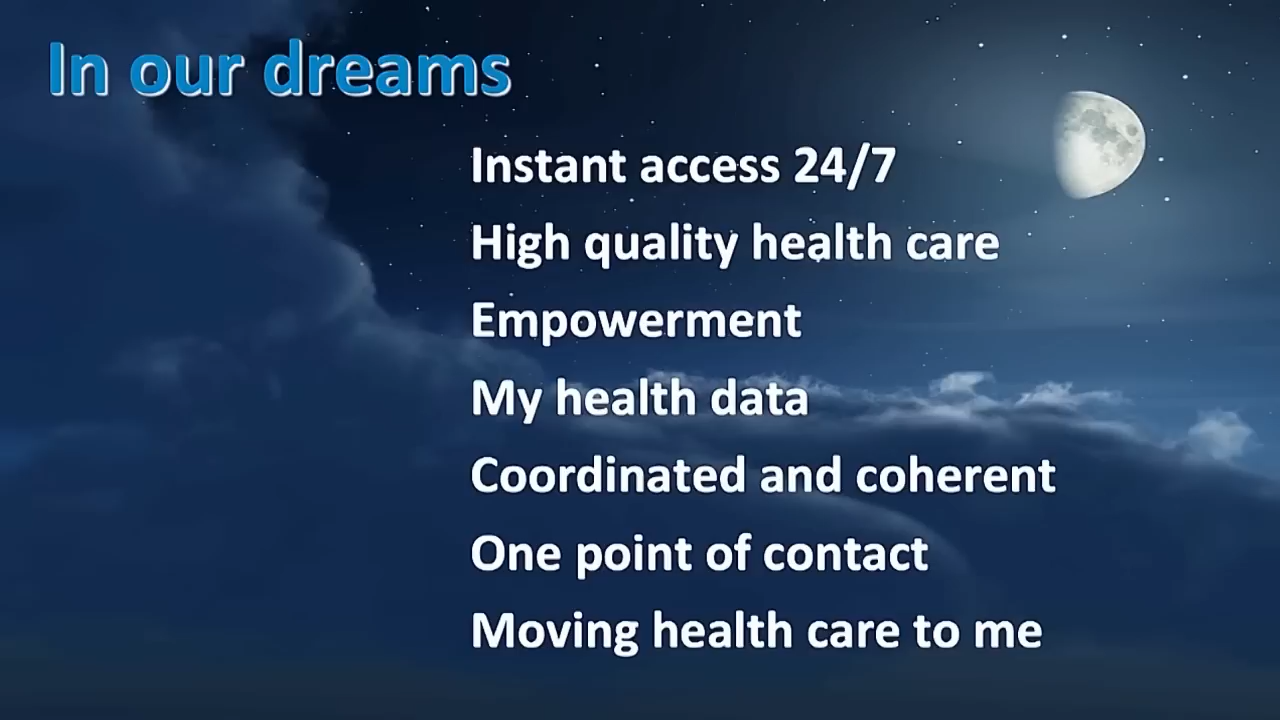 In our dreams
Instant access 24/7
High quality health care
Empowerment
My health data
Coordinated and coherent
One point of contact
Moving health care to me